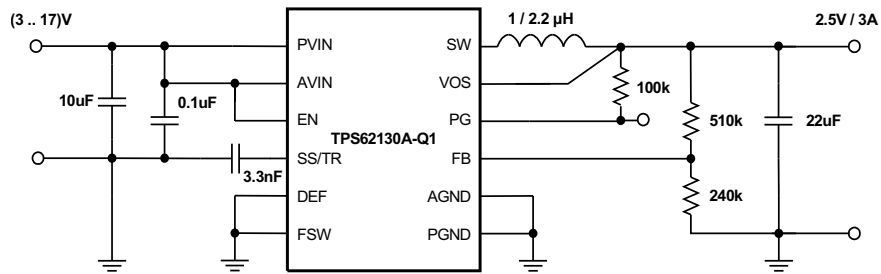 (3 .. 17)V
1 / 2.2 µH
2.5V / 3A
PVIN
SW
AVIN
VOS
10uF
0.1uF
100k
EN
PG
510k
22uF
TPS62130A-Q1
SS/TR
FB
3.3nF
DEF
AGND
240k
FSW
PGND